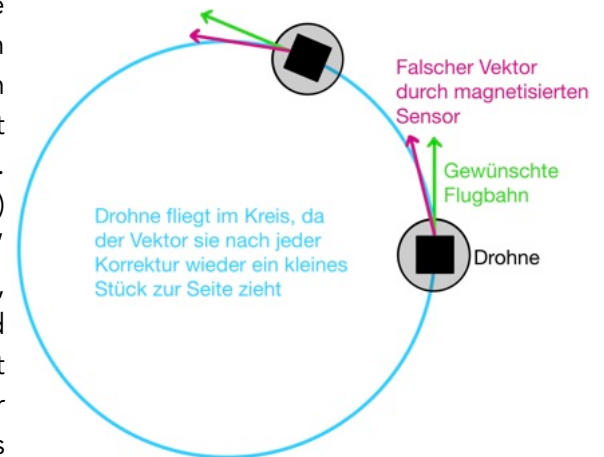 Falscher Vektor
durch magnetisierten
Sensor
Gewünschte
Flugbahn
Drohne fliegt im Kreis, da
der Vektor sie nach jeder
Korrektur wieder ein kleines
Stück zur Seite zieht
Drohne